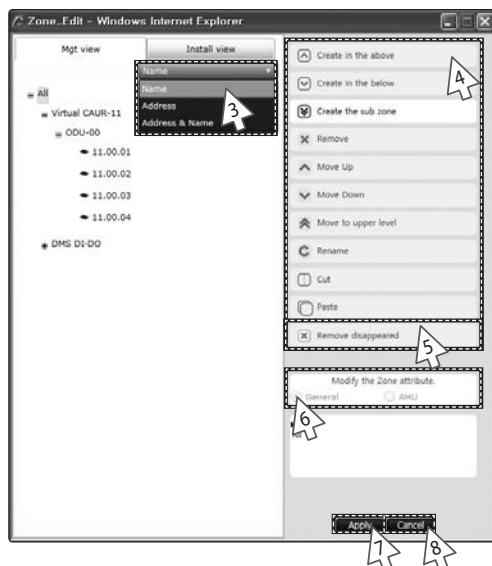 Zone_Edit - Windows Internet Explorer
Mgt view
Install view
Name
Name
Address
Address & Name
3
All
Virtual CAUR-11
ODU-00
11.00.01
11.00.02
11.00.03
11.00.04
DMS DI-DO
Create in the above
4
Create in the below
Create the sub zone
Remove
Move Up
Move Down
Move to upper level
Rename
Cut
Paste
Remove disappeared
5
Modify the Zone attribute.
General
AHU
6
Apply
Cancel
7
8